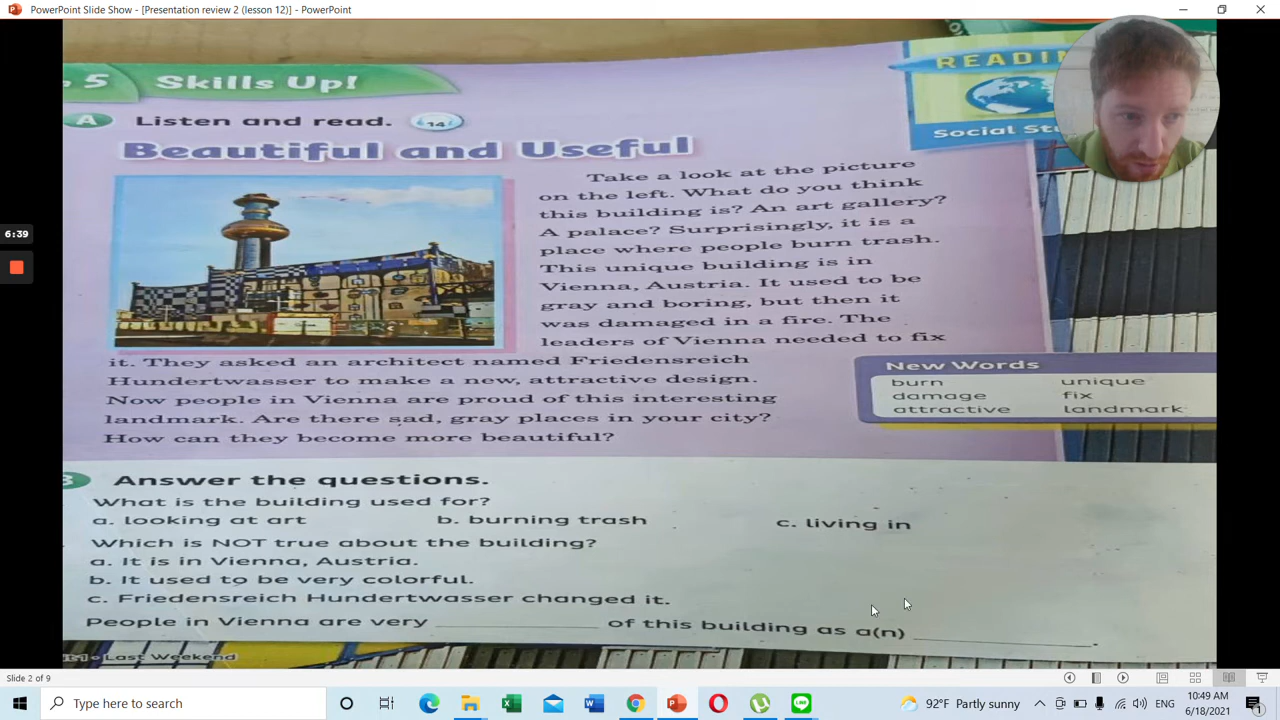 PowerPoint Slide Show - [Presentation review 2 (lesson 12)] - PowerPoint
5 Skills Up!
READIN
Social Stu
A Listen and read. 14
Beautiful and Useful
Take a look at the picture
on the left. What do you think
this building is? An art gallery?
A palace? Surprisingly, it is a
place where people burn trash.
This unique building is in
Vienna, Austria. It used to be
gray and boring, but then it
was damaged in a fire. The
leaders of Vienna needed to fix
it. They asked an architect named Friedensreich
Hundertwasser to make a new, attractive design.
Now people in Vienna are proud of this interesting
landmark. Are there sad, gray places in your city?
How can they become more beautiful?
New Words
burn unique
damage fix
attractive landmark
B Answer the questions.
What is the building used for?
a. looking at art b. burning trash c. living in
Which is NOT true about the building?
a. It is in Vienna, Austria.
b. It used to be very colorful.
c. Friedensreich Hundertwasser changed it.
People in Vienna are very __________ of this building as a(n) __________.
t 1 • Last Weekend
6:39
Slide 2 of 9
Type here to search
92°F Partly sunny
ENG
10:49 AM
6/18/2021
1